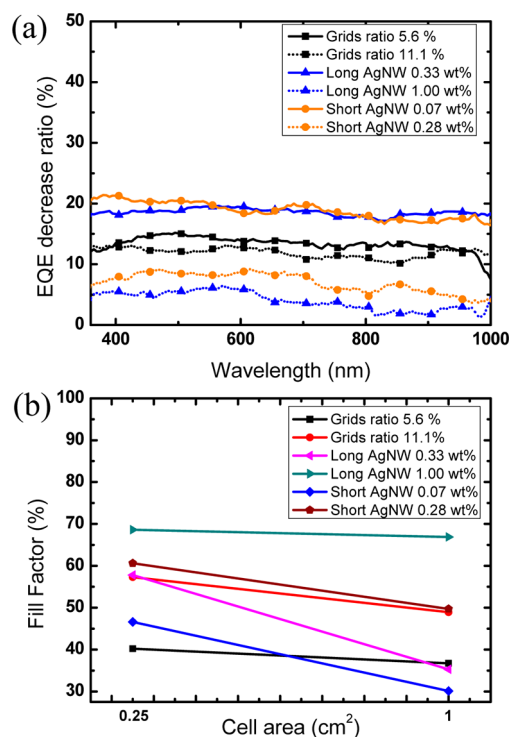 (a)
50
40
30
20
10
0
EQE decrease ratio (%)
Grids ratio 5.6 %
Grids ratio 11.1 %
Long AgNW 0.33 wt%
Long AgNW 1.00 wt%
Short AgNW 0.07 wt%
Short AgNW 0.28 wt%
400 500 600 700 800 900 1000
Wavelength (nm)
(b)
100
90
80
70
60
50
40
30
Fill Factor (%)
Grids ratio 5.6 %
Grids ratio 11.1%
Long AgNW 0.33 wt%
Long AgNW 1.00 wt%
Short AgNW 0.07 wt%
Short AgNW 0.28 wt%
0.25 1
Cell area (cm²)